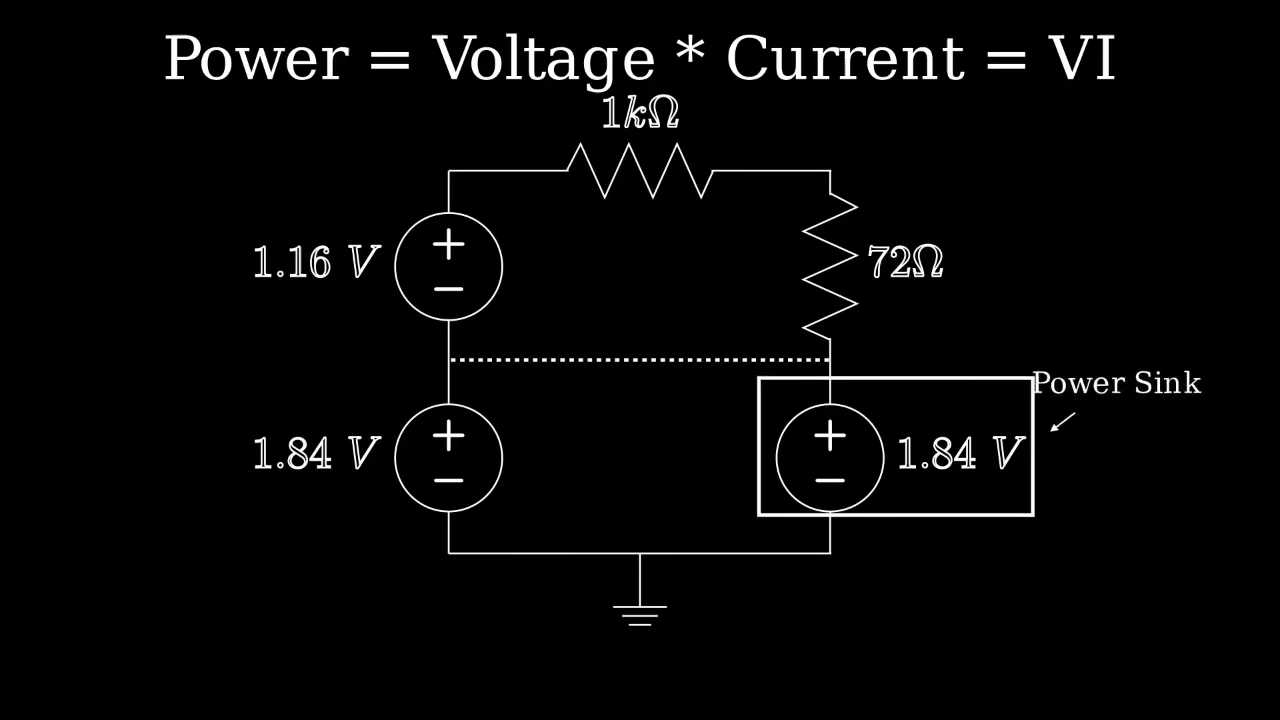 Power = Voltage * Current = VI
1kΩ
1.16 V
72Ω
Power Sink
1.84 V
1.84 V